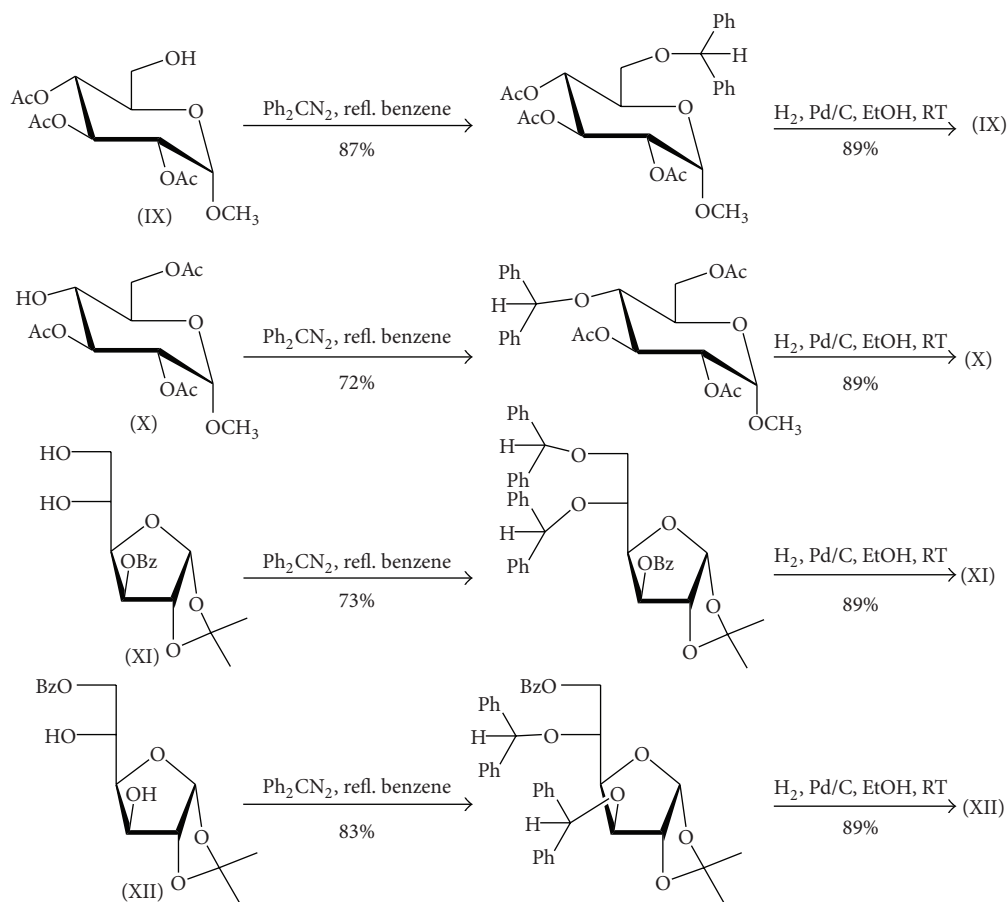 OH
AcO
AcO
O
OAc
OCH₃
(IX)
Ph₂CN₂, refl. benzene
87%
Ph
O
H
Ph
AcO
AcO
O
OAc
OCH₃
H₂, Pd/C, EtOH, RT
89%
(IX)
OAc
HO
AcO
O
OAc
OCH₃
(X)
Ph₂CN₂, refl. benzene
72%
Ph
H
O
Ph
OAc
AcO
O
OAc
OCH₃
H₂, Pd/C, EtOH, RT
89%
(X)
HO
HO
O
OBz
O
O
(XI)
Ph₂CN₂, refl. benzene
73%
Ph
H
O
Ph
Ph
O
H
Ph
O
OBz
O
O
H₂, Pd/C, EtOH, RT
89%
(XI)
BzO
HO
O
OH
O
O
(XII)
Ph₂CN₂, refl. benzene
83%
BzO
Ph
H
O
Ph
O
Ph
O
H
Ph
O
O
H₂, Pd/C, EtOH, RT
89%
(XII)